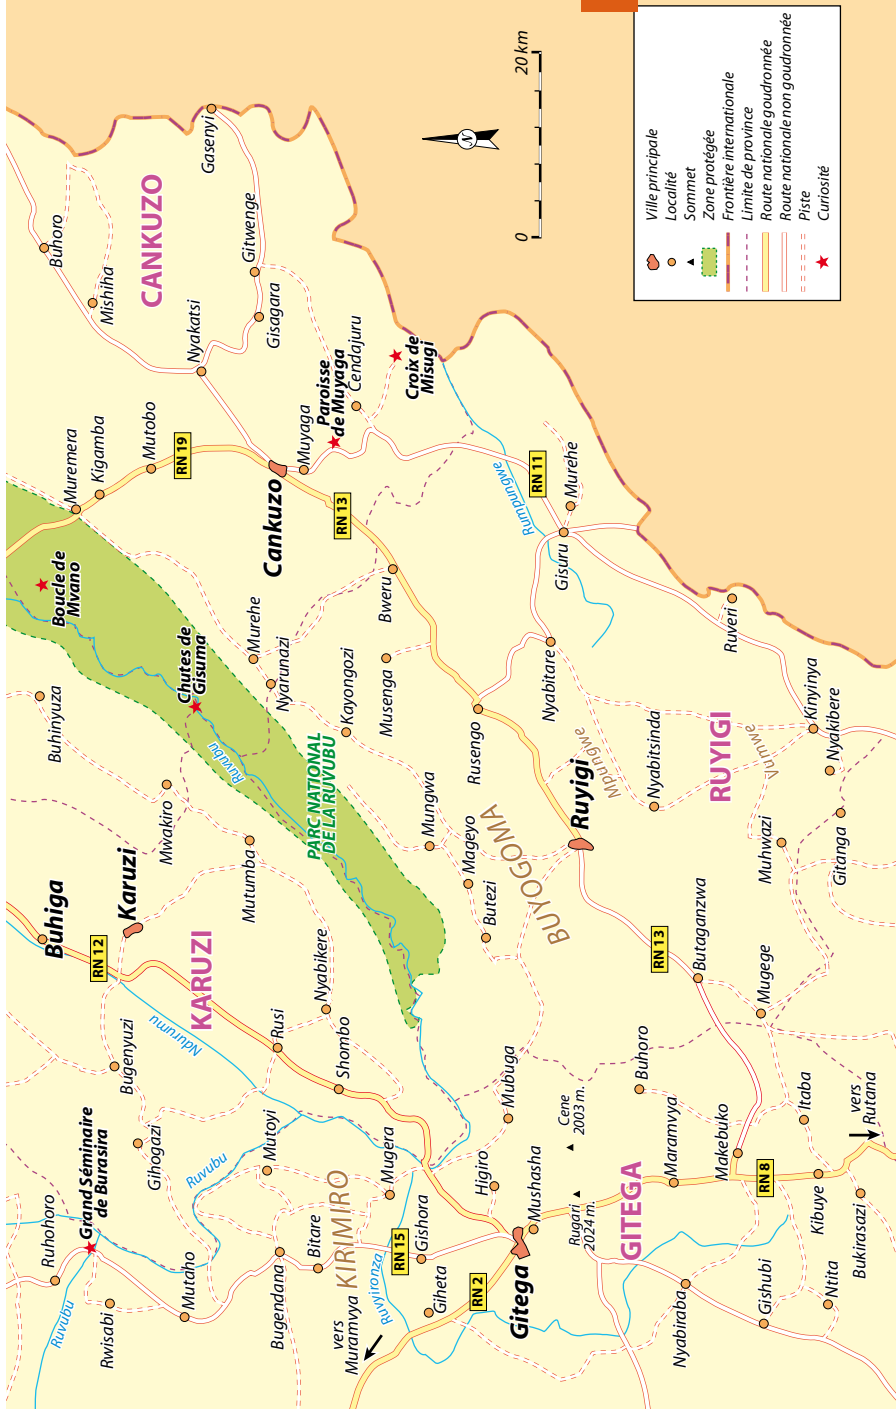 Ruhohoro
Grand Séminaire
de Burasira
Ruvubu
Rwisabi
Mutaho
Bugendana
Bitare
KIRIMIRO
Mugera
Gishora
RN 15
Ruvyironza
vers
Muramvya
Giheta
RN 2
Gitega
Mushasha
Higiro
Mubuga
Rugari
2024 m.
Cene
2003 m.
GITEGA
Maramvya
Makebuko
RN 8
Itaba
Kibuye
Bukirasazi
vers
Rutana
Nyabiraba
Gishubi
Ntita
Buhoro
Mugege
Butaganzwa
RN 13
Gihogazi
Ruvubu
Mutoyi
Bugenyuzi
Ndurumu
Rusi
Shombo
Nyabikere
KARUZI
RN 12
Buhiga
Karuzi
Mutumba
Mwakiro
Buhinyuza
PARC NATIONAL
DE LA RUVUBU
Ruvubu
Chutes de
Gisuma
Boucle de
Mvano
Muremera
Kigamba
Mutobo
RN 19
Murehe
Nyarunazi
Kayongozi
Musenga
Mungwa
Mageyo
Butezi
BUYOGOMA
Rusengo
Ruyigi
Bweru
RN 13
Cankuzo
Muyaga
Paroisse
de Muyaga
Cendajuru
Croix de
Misugi
Nyakatsi
Gisagara
Gitwenge
Gasenyi
Mishiha
Buhoro
CANKUZO
Rumpungwe
RN 11
Murehe
Gisuru
Nyabitare
Mpungwe
Nyabitsinda
RUYIGI
Vumwe
Ruveri
Kinyinya
Nyakibere
Muhwazi
Gitanga
N
0
20 km
Ville principale
Localité
Sommet
Zone protégée
Frontière internationale
Limite de province
Route nationale goudronnée
Route nationale non goudronnée
Piste
Curiosité